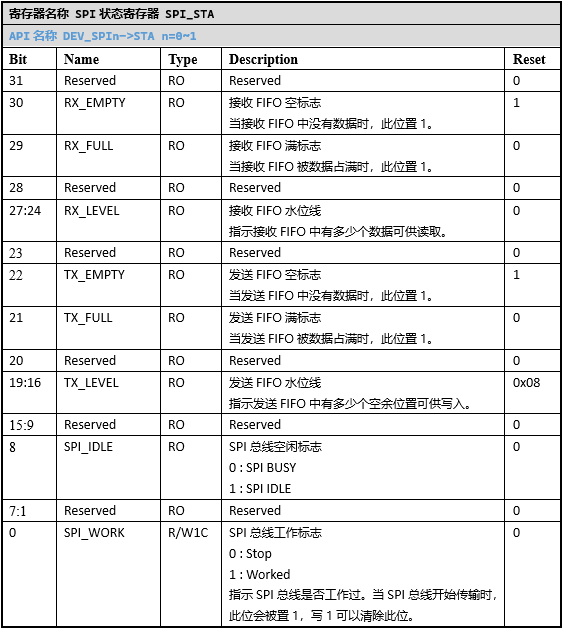 寄存器名称 SPI 状态寄存器 SPI_STA
API 名称 DEV_SPIn->STA n=0~1
Bit Name Type Description Reset
31 Reserved RO Reserved 0
30 RX_EMPTY RO 接收 FIFO 空标志 1
当接收 FIFO 中没有数据时，此位置 1。
29 RX_FULL RO 接收 FIFO 满标志 0
当接收 FIFO 被数据占满时，此位置 1。
28 Reserved RO Reserved 0
27:24 RX_LEVEL RO 接收 FIFO 水位线 0
指示接收 FIFO 中有多少个数据可供读取。
23 Reserved RO Reserved 0
22 TX_EMPTY RO 发送 FIFO 空标志 1
当发送 FIFO 中没有数据时，此位置 1。
21 TX_FULL RO 发送 FIFO 满标志 0
当发送 FIFO 被数据占满时，此位置 1。
20 Reserved RO Reserved 0
19:16 TX_LEVEL RO 发送 FIFO 水位线 0x08
指示发送 FIFO 中有多少个空余位置可供写入。
15:9 Reserved RO Reserved 0
8 SPI_IDLE RO SPI 总线空闲标志 0
0 : SPI BUSY
1 : SPI IDLE
7:1 Reserved RO Reserved 0
0 SPI_WORK R/W1C SPI 总线工作标志 0
0 : Stop
1 : Worked
指示 SPI 总线是否工作过。当 SPI 总线开始传输时，
此位会被置 1，写 1 可以清除此位。